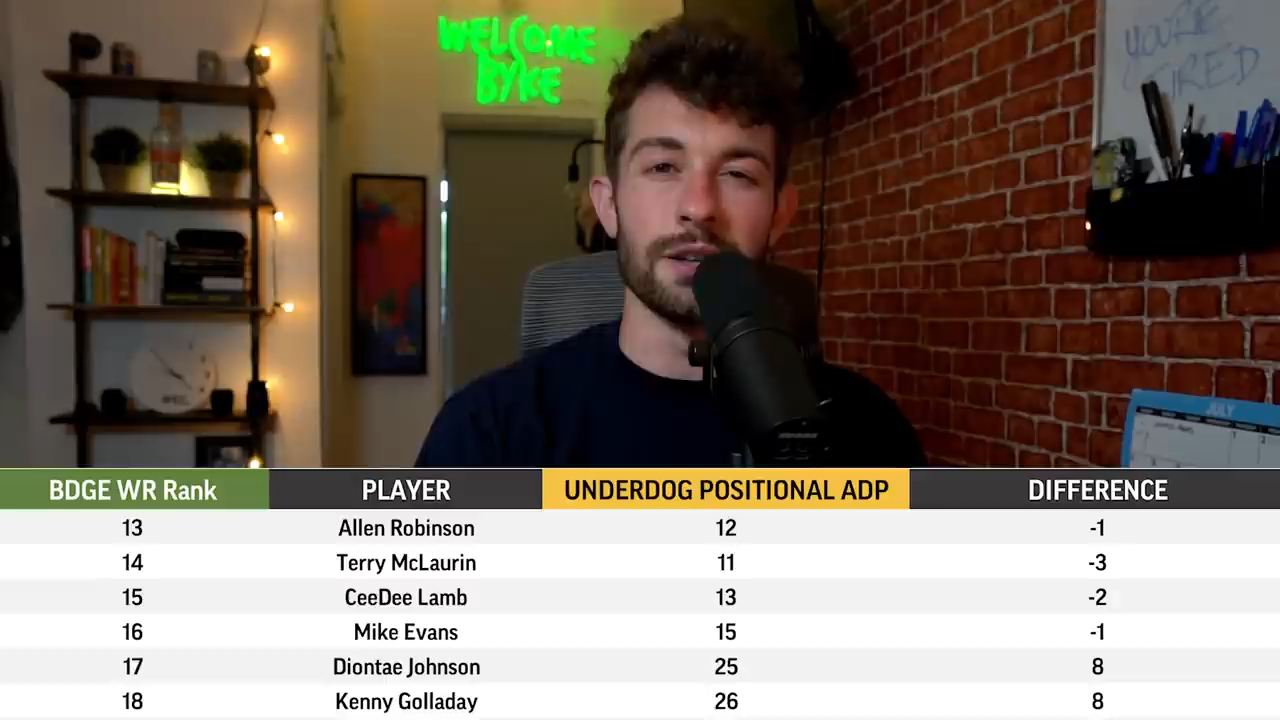 WELCOME
BYKE
YOU'RE
JULY
BDGE WR Rank PLAYER UNDERDOG POSITIONAL ADP DIFFERENCE
13 Allen Robinson 12 -1
14 Terry McLaurin 11 -3
15 CeeDee Lamb 13 -2
16 Mike Evans 15 -1
17 Diontae Johnson 25 8
18 Kenny Golladay 26 8